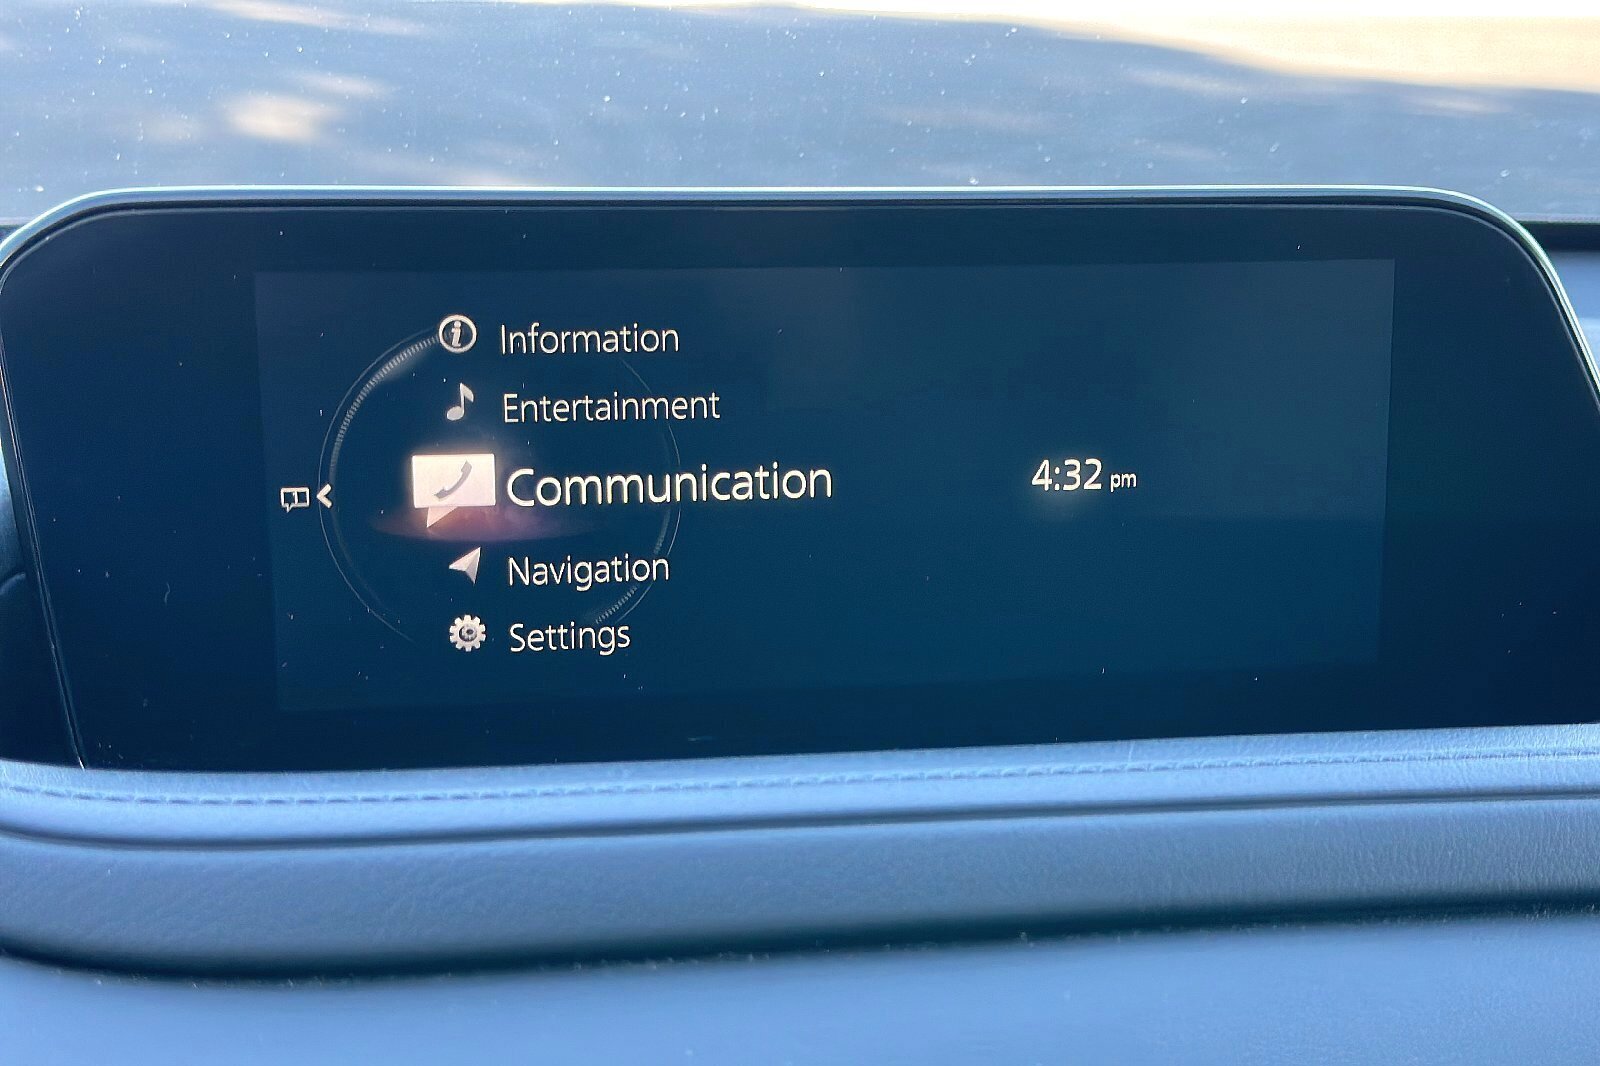 Information
Entertainment
Communication
4:32 pm
Navigation
Settings